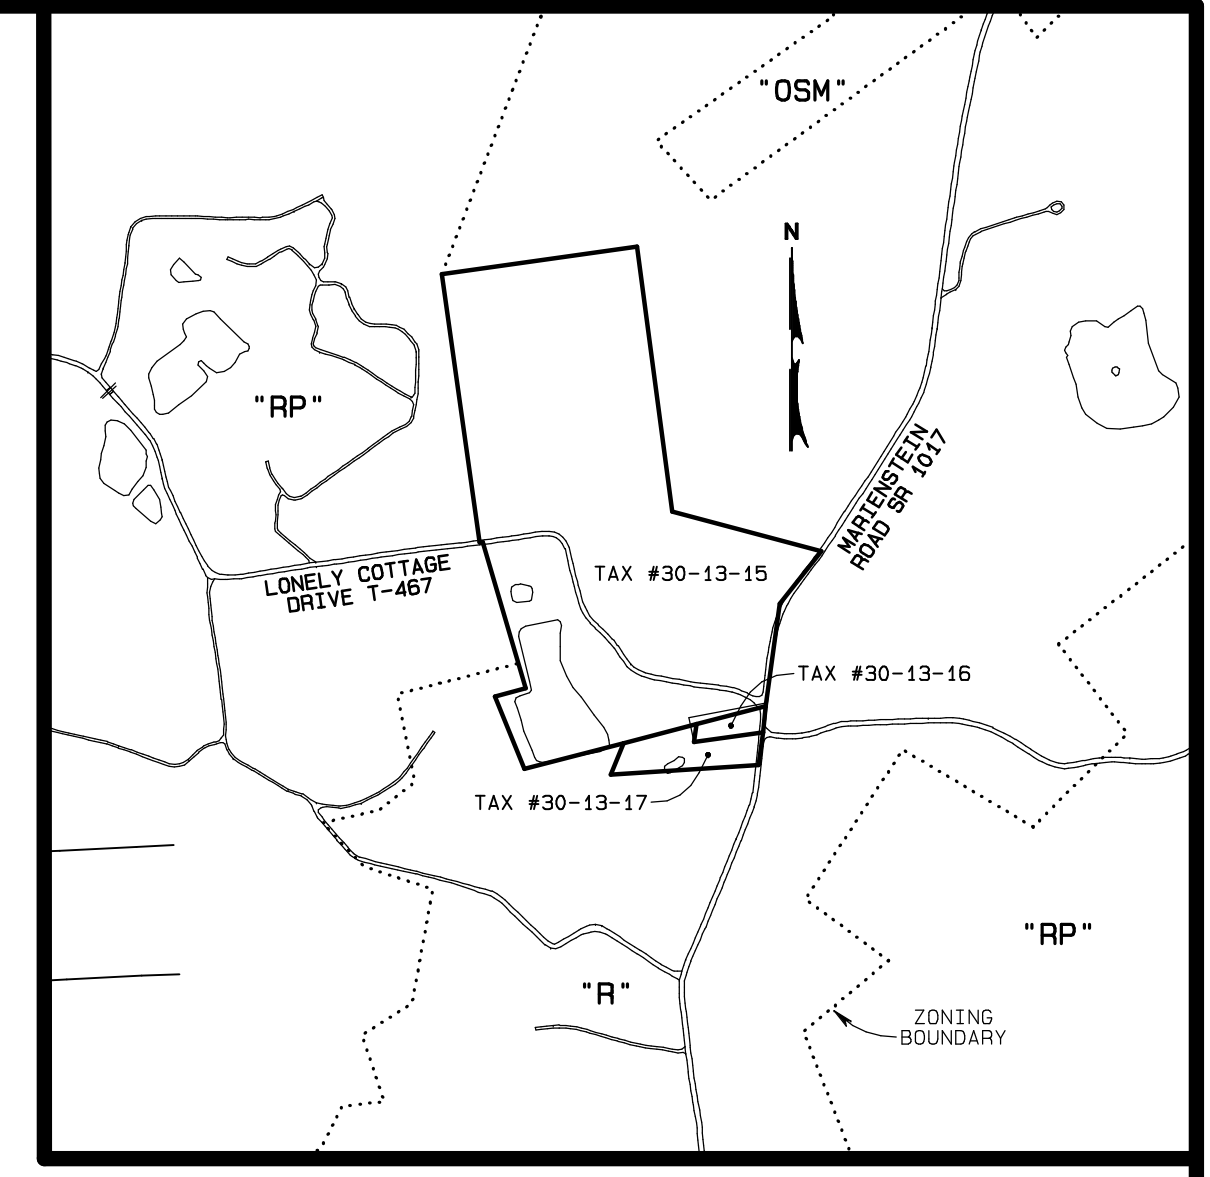 "OSM"
N
"RP"
MARIENSTEIN
ROAD SR 1017
LONELY COTTAGE
DRIVE T-467
TAX #30-13-15
TAX #30-13-16
TAX #30-13-17
"RP"
"R"
ZONING
BOUNDARY